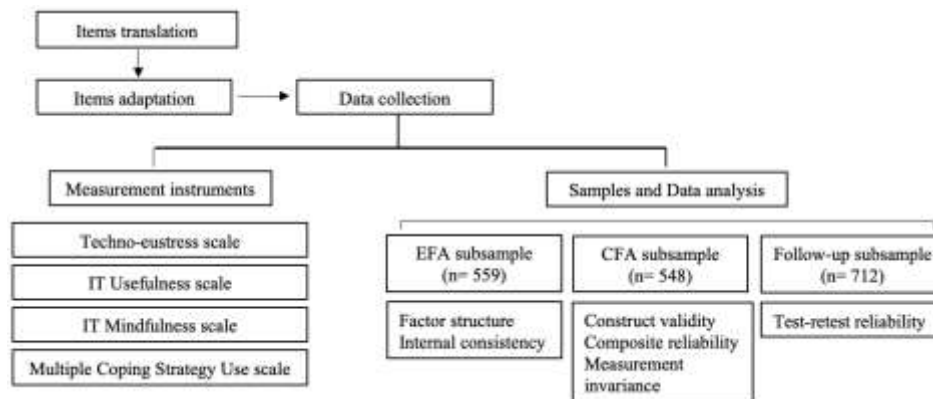 Items translation
Items adaptation
Data collection
Measurement instruments
Samples and Data analysis
Techno-eustress scale
IT Usefulness scale
IT Mindfulness scale
Multiple Coping Strategy Use scale
EFA subsample
(n= 559)
CFA subsample
(n= 548)
Follow-up subsample
(n= 712)
Factor structure
Internal consistency
Construct validity
Composite reliability
Measurement
invariance
Test-retest reliability